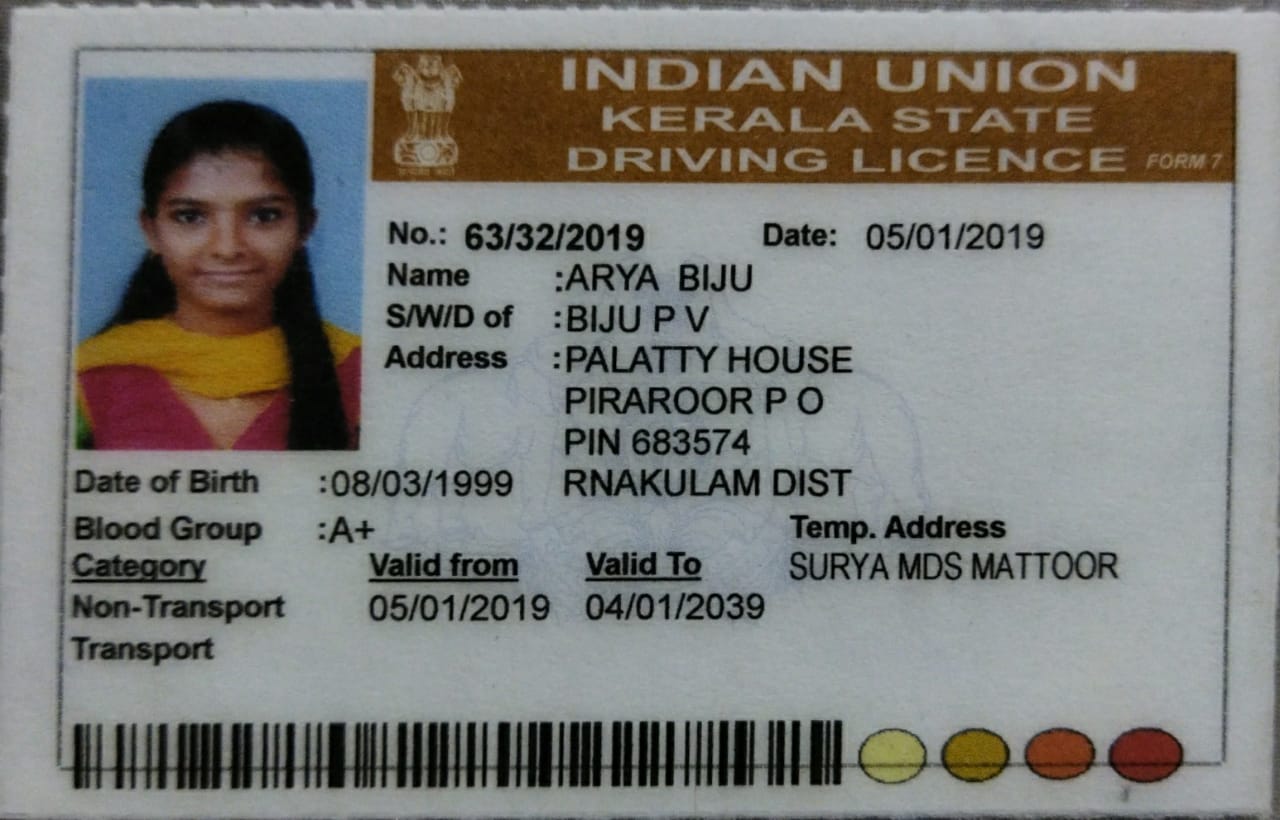 INDIAN UNION
KERALA STATE
DRIVING LICENCE FORM 7
No.: 63/32/2019 Date: 05/01/2019
Name :ARYA BIJU
S/W/D of :BIJU P V
Address :PALATTY HOUSE
PIRAROOR P O
PIN 683574
Date of Birth :08/03/1999 RNAKULAM DIST
Blood Group :A+ Temp. Address
Category Valid from Valid To SURYA MDS MATTOOR
Non-Transport 05/01/2019 04/01/2039
Transport